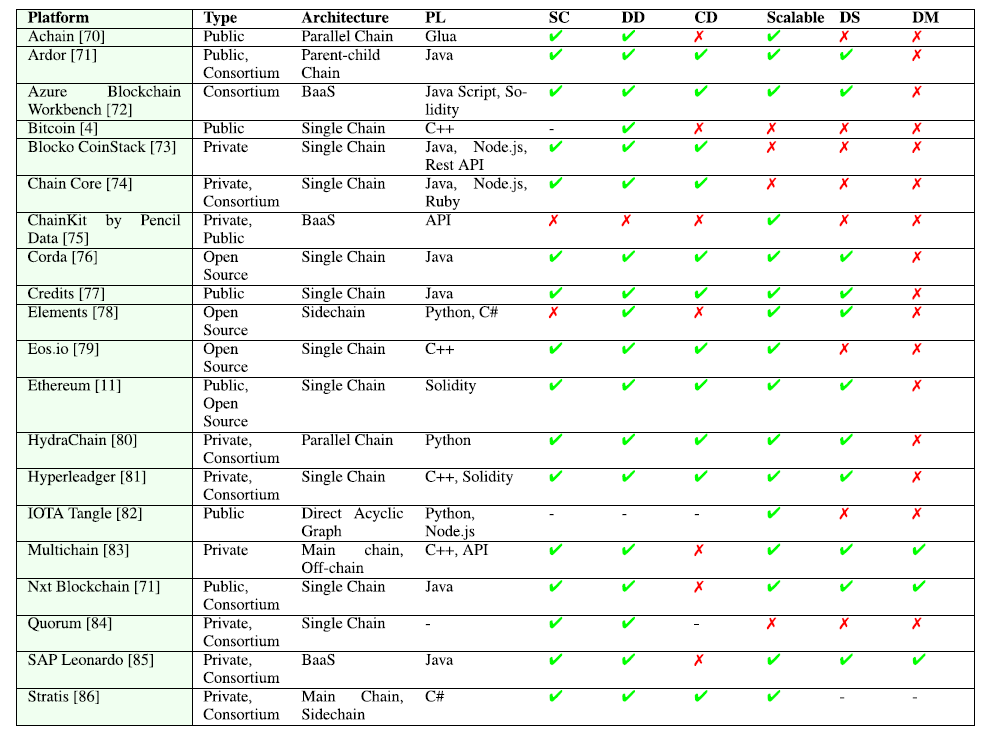 Platform Type Architecture PL SC DD CD Scalable DS DM
Achain [70] Public Parallel Chain Glua ✓ ✓ ✗ ✓ ✗ ✗
Ardor [71] Public, Parent-child Java ✓ ✓ ✓ ✓ ✓ ✗
Consortium Chain
Azure Blockchain Consortium BaaS Java Script, So- ✓ ✓ ✓ ✓ ✓ ✗
Workbench [72] lidity
Bitcoin [4] Public Single Chain C++ - ✓ ✗ ✗ ✗ ✗
Blocko CoinStack [73] Private Single Chain Java, Node.js, ✓ ✓ ✓ ✗ ✗ ✗
Rest API
Chain Core [74] Private, Single Chain Java, Node.js, ✓ ✓ ✓ ✗ ✗ ✗
Consortium Ruby
ChainKit by Pencil Private, BaaS API ✗ ✗ ✗ ✓ ✗ ✗
Data [75] Public
Corda [76] Open Single Chain Java ✓ ✓ ✓ ✓ ✓ ✗
Source
Credits [77] Public Single Chain Java ✓ ✓ ✓ ✓ ✓ ✗
Elements [78] Open Sidechain Python, C# ✗ ✓ ✗ ✓ ✓ ✗
Source
Eos.io [79] Open Single Chain C++ ✓ ✓ ✓ ✓ ✗ ✗
Source
Ethereum [11] Public, Single Chain Solidity ✓ ✓ ✓ ✓ ✓ ✗
Open
Source
HydraChain [80] Private, Parallel Chain Python ✓ ✓ ✓ ✓ ✓ ✗
Consortium
Hyperleadger [81] Private, Single Chain C++, Solidity ✓ ✓ ✓ ✓ ✓ ✗
Consortium
IOTA Tangle [82] Public Direct Acyclic Python, - - - ✓ ✗ ✗
Graph Node.js
Multichain [83] Private Main chain, C++, API ✓ ✓ ✗ ✓ ✓ ✓
Off-chain
Nxt Blockchain [71] Public, Single Chain Java ✓ ✓ ✗ ✓ ✓ ✓
Consortium
Quorum [84] Private, Single Chain - ✓ ✓ - ✗ ✗ ✗
Consortium
SAP Leonardo [85] Private, BaaS Java ✓ ✓ ✗ ✓ ✓ ✓
Consortium
Stratis [86] Private, Main Chain, C# ✓ ✓ ✓ ✓ - -
Consortium Sidechain